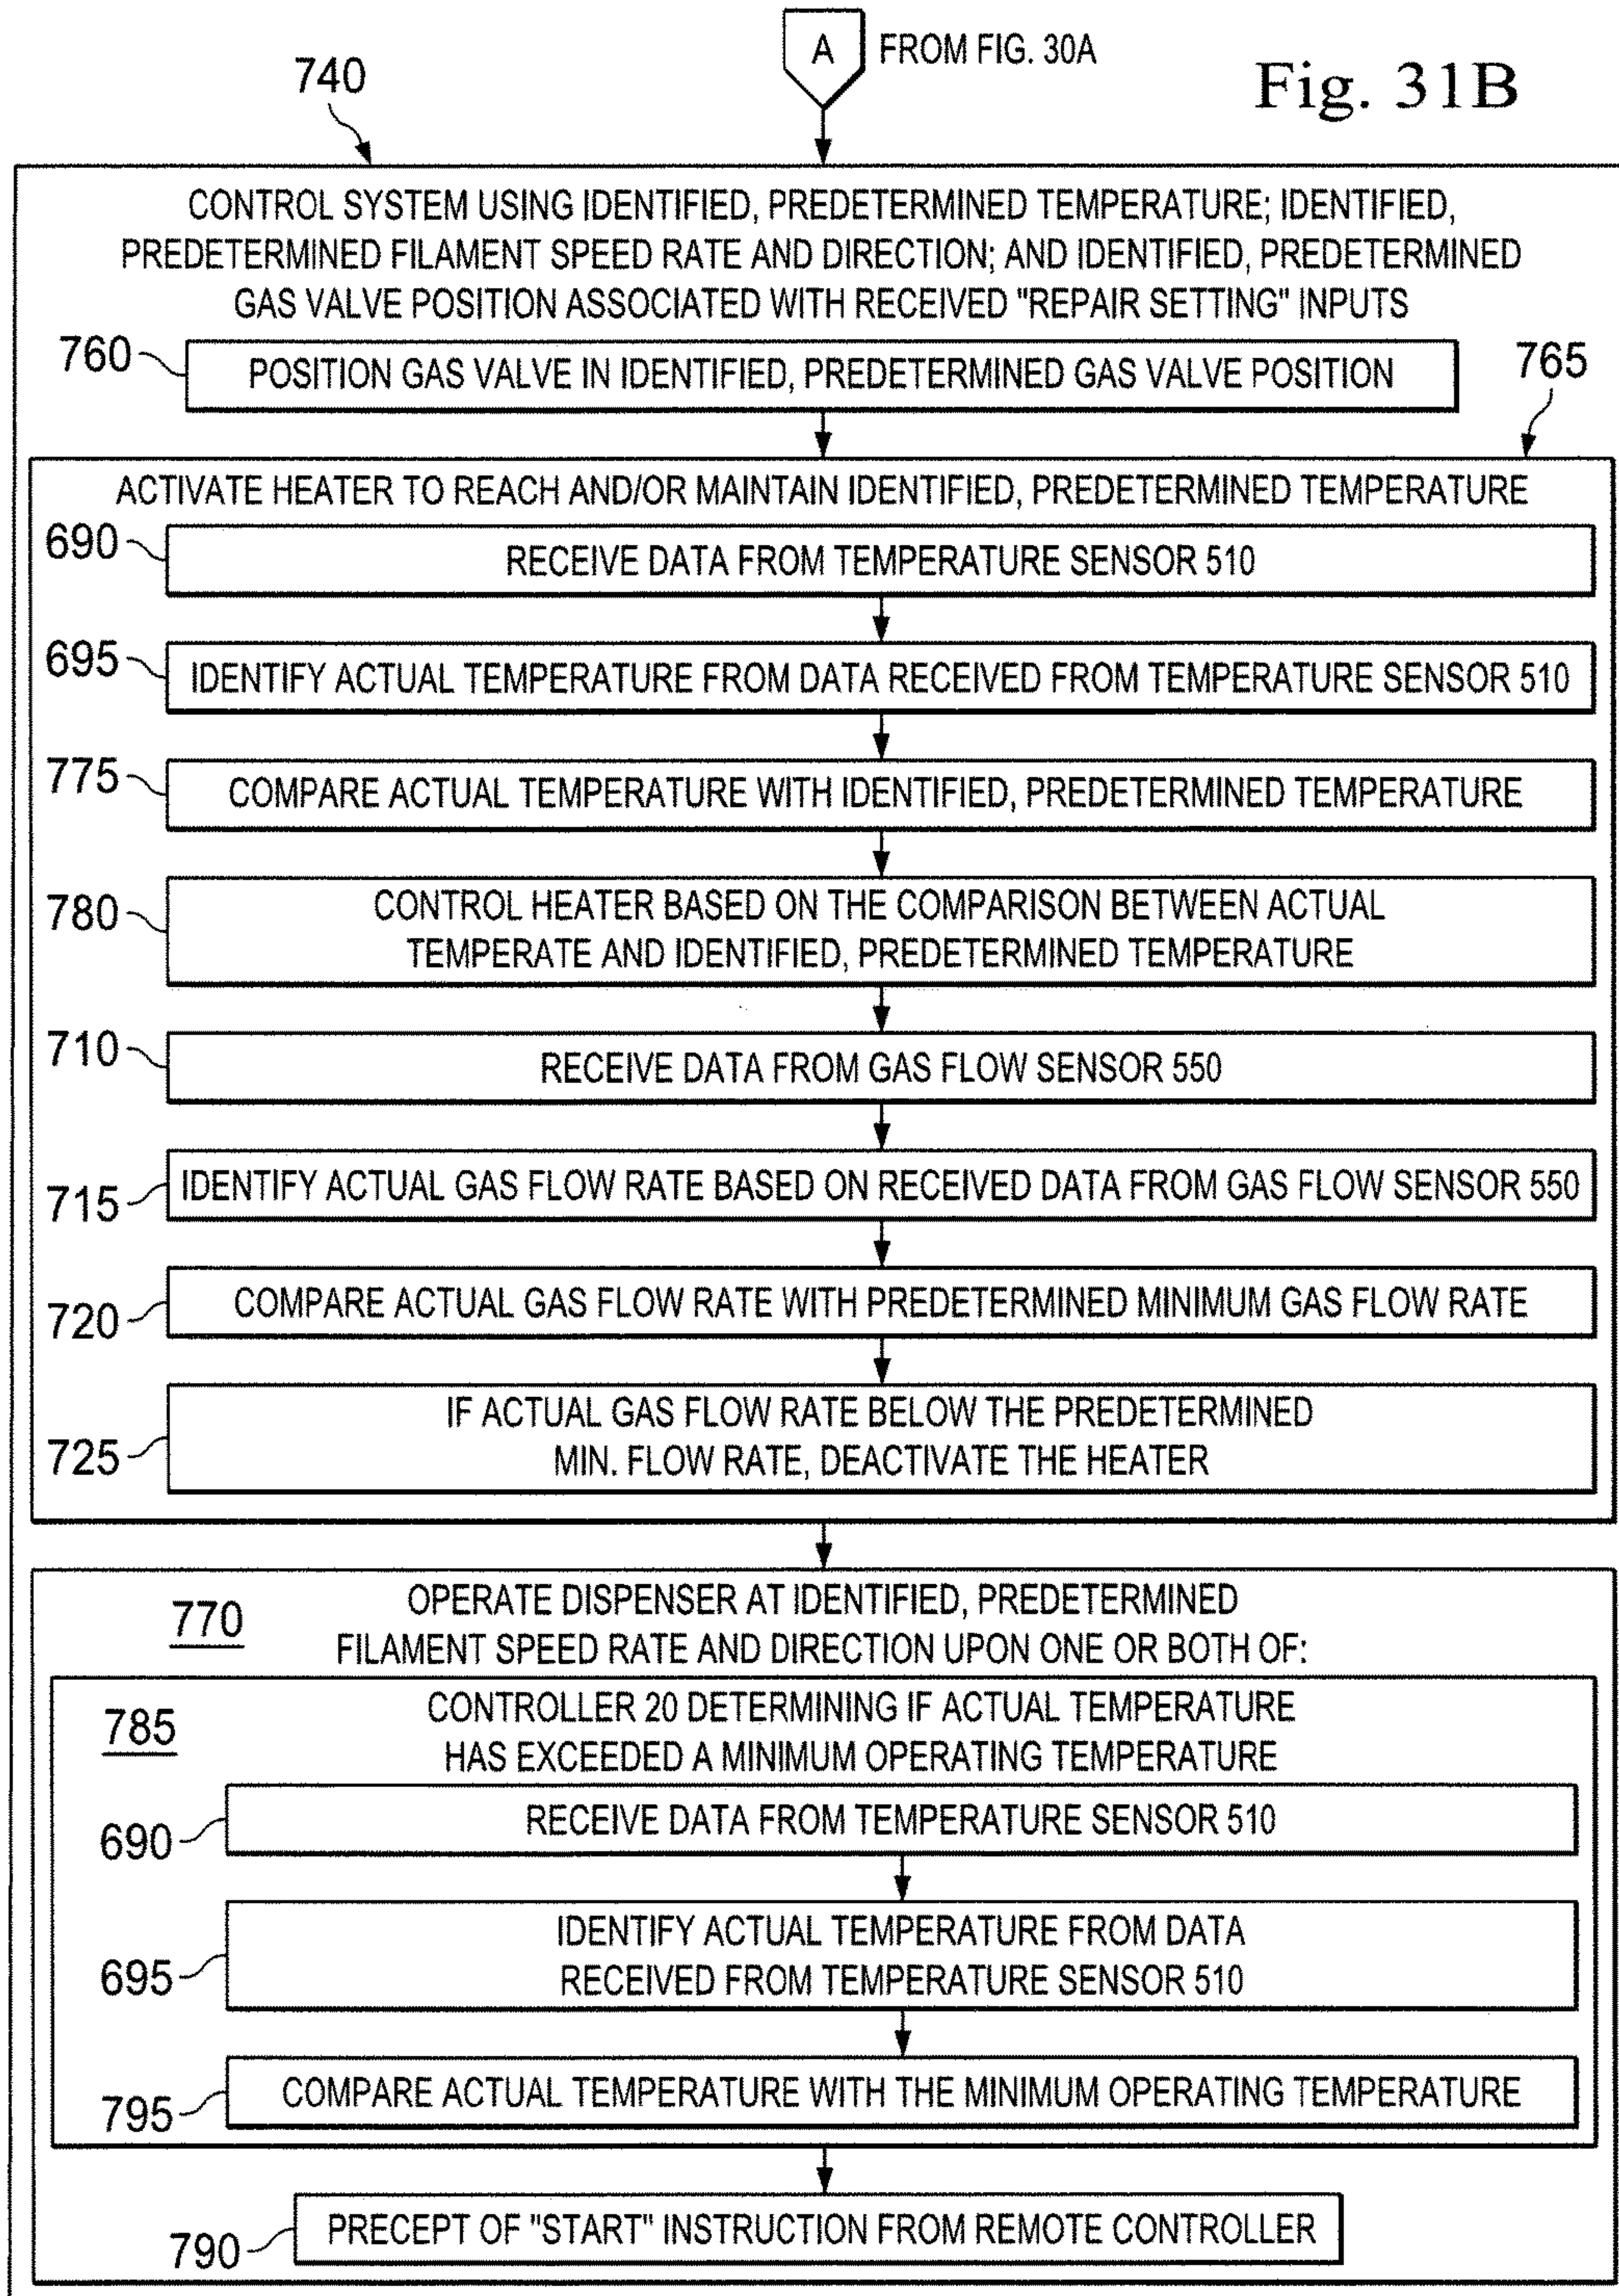 A FROM FIG. 30A
Fig. 31B
740
CONTROL SYSTEM USING IDENTIFIED, PREDETERMINED TEMPERATURE; IDENTIFIED,
PREDETERMINED FILAMENT SPEED RATE AND DIRECTION; AND IDENTIFIED, PREDETERMINED
GAS VALVE POSITION ASSOCIATED WITH RECEIVED "REPAIR SETTING" INPUTS
760 POSITION GAS VALVE IN IDENTIFIED, PREDETERMINED GAS VALVE POSITION
765
ACTIVATE HEATER TO REACH AND/OR MAINTAIN IDENTIFIED, PREDETERMINED TEMPERATURE
690 RECEIVE DATA FROM TEMPERATURE SENSOR 510
695 IDENTIFY ACTUAL TEMPERATURE FROM DATA RECEIVED FROM TEMPERATURE SENSOR 510
775 COMPARE ACTUAL TEMPERATURE WITH IDENTIFIED, PREDETERMINED TEMPERATURE
780 CONTROL HEATER BASED ON THE COMPARISON BETWEEN ACTUAL
TEMPERATE AND IDENTIFIED, PREDETERMINED TEMPERATURE
710 RECEIVE DATA FROM GAS FLOW SENSOR 550
715 IDENTIFY ACTUAL GAS FLOW RATE BASED ON RECEIVED DATA FROM GAS FLOW SENSOR 550
720 COMPARE ACTUAL GAS FLOW RATE WITH PREDETERMINED MINIMUM GAS FLOW RATE
725 IF ACTUAL GAS FLOW RATE BELOW THE PREDETERMINED
MIN. FLOW RATE, DEACTIVATE THE HEATER
770 OPERATE DISPENSER AT IDENTIFIED, PREDETERMINED
FILAMENT SPEED RATE AND DIRECTION UPON ONE OR BOTH OF:
785 CONTROLLER 20 DETERMINING IF ACTUAL TEMPERATURE
HAS EXCEEDED A MINIMUM OPERATING TEMPERATURE
690 RECEIVE DATA FROM TEMPERATURE SENSOR 510
695 IDENTIFY ACTUAL TEMPERATURE FROM DATA
RECEIVED FROM TEMPERATURE SENSOR 510
795 COMPARE ACTUAL TEMPERATURE WITH THE MINIMUM OPERATING TEMPERATURE
790 PRECEPT OF "START" INSTRUCTION FROM REMOTE CONTROLLER